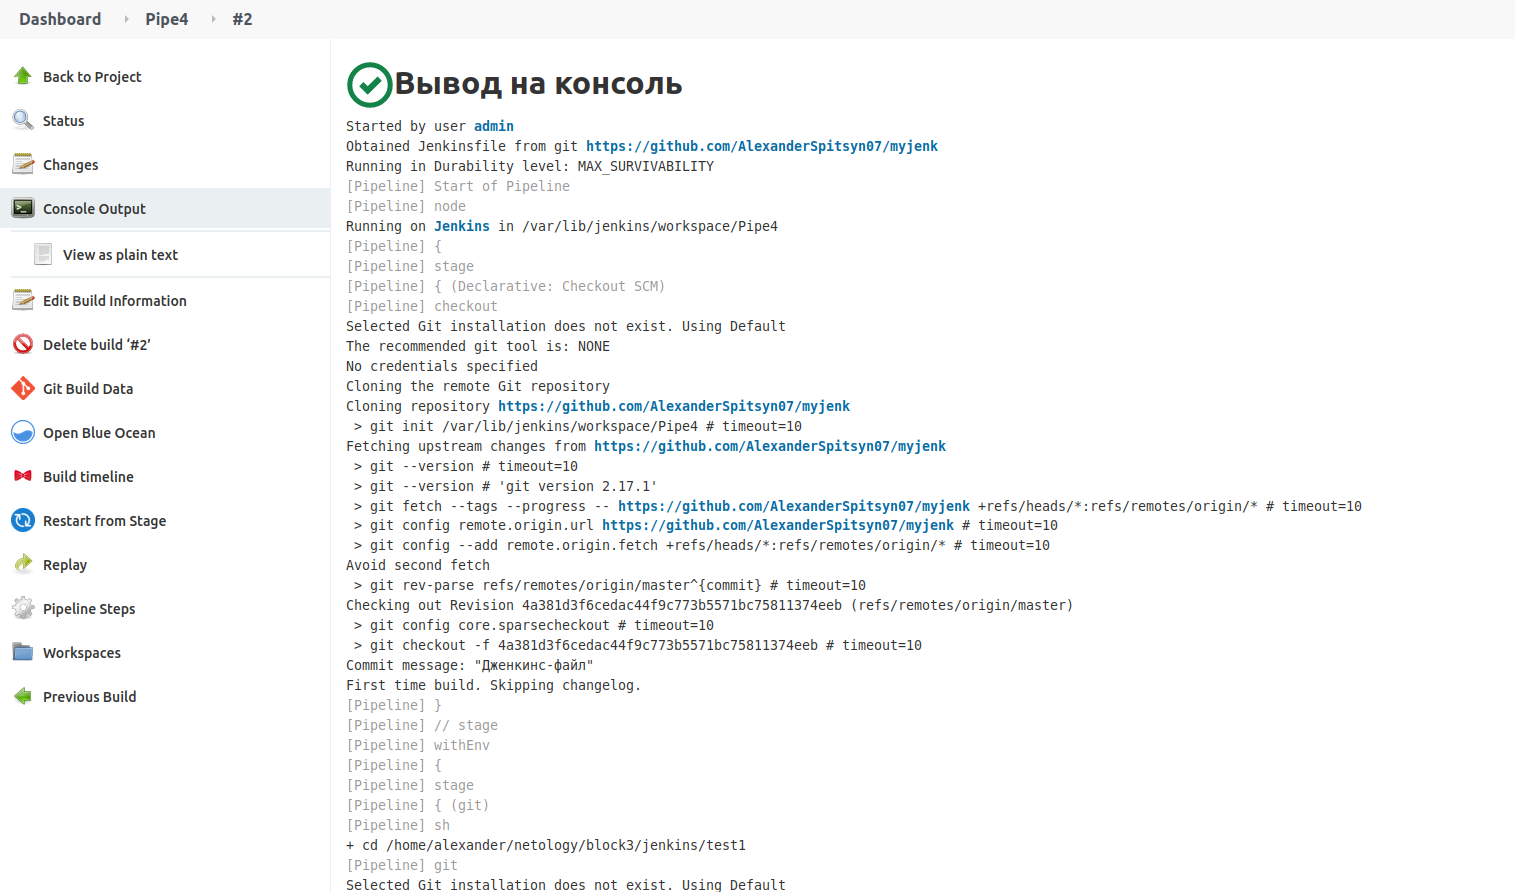 Dashboard Pipe4 #2
Back to Project
Status
Changes
Console Output
View as plain text
Edit Build Information
Delete build ‘#2’
Git Build Data
Open Blue Ocean
Build timeline
Restart from Stage
Replay
Pipeline Steps
Workspaces
Previous Build
Вывод на консоль
Started by user admin
Obtained Jenkinsfile from git https://github.com/AlexanderSpitsyn07/myjenk
Running in Durability level: MAX_SURVIVABILITY
[Pipeline] Start of Pipeline
[Pipeline] node
Running on Jenkins in /var/lib/jenkins/workspace/Pipe4
[Pipeline] {
[Pipeline] stage
[Pipeline] { (Declarative: Checkout SCM)
[Pipeline] checkout
Selected Git installation does not exist. Using Default
The recommended git tool is: NONE
No credentials specified
Cloning the remote Git repository
Cloning repository https://github.com/AlexanderSpitsyn07/myjenk
> git init /var/lib/jenkins/workspace/Pipe4 # timeout=10
Fetching upstream changes from https://github.com/AlexanderSpitsyn07/myjenk
> git --version # timeout=10
> git --version # 'git version 2.17.1'
> git fetch --tags --progress -- https://github.com/AlexanderSpitsyn07/myjenk +refs/heads/*:refs/remotes/origin/* # timeout=10
> git config remote.origin.url https://github.com/AlexanderSpitsyn07/myjenk # timeout=10
> git config --add remote.origin.fetch +refs/heads/*:refs/remotes/origin/* # timeout=10
Avoid second fetch
> git rev-parse refs/remotes/origin/master^{commit} # timeout=10
Checking out Revision 4a381d3f6cedac44f9c773b5571bc75811374eeb (refs/remotes/origin/master)
> git config core.sparsecheckout # timeout=10
> git checkout -f 4a381d3f6cedac44f9c773b5571bc75811374eeb # timeout=10
Commit message: "Дженкинс-файл"
First time build. Skipping changelog.
[Pipeline] }
[Pipeline] // stage
[Pipeline] withEnv
[Pipeline] {
[Pipeline] stage
[Pipeline] { (git)
[Pipeline] sh
+ cd /home/alexander/netology/block3/jenkins/test1
[Pipeline] git
Selected Git installation does not exist. Using Default